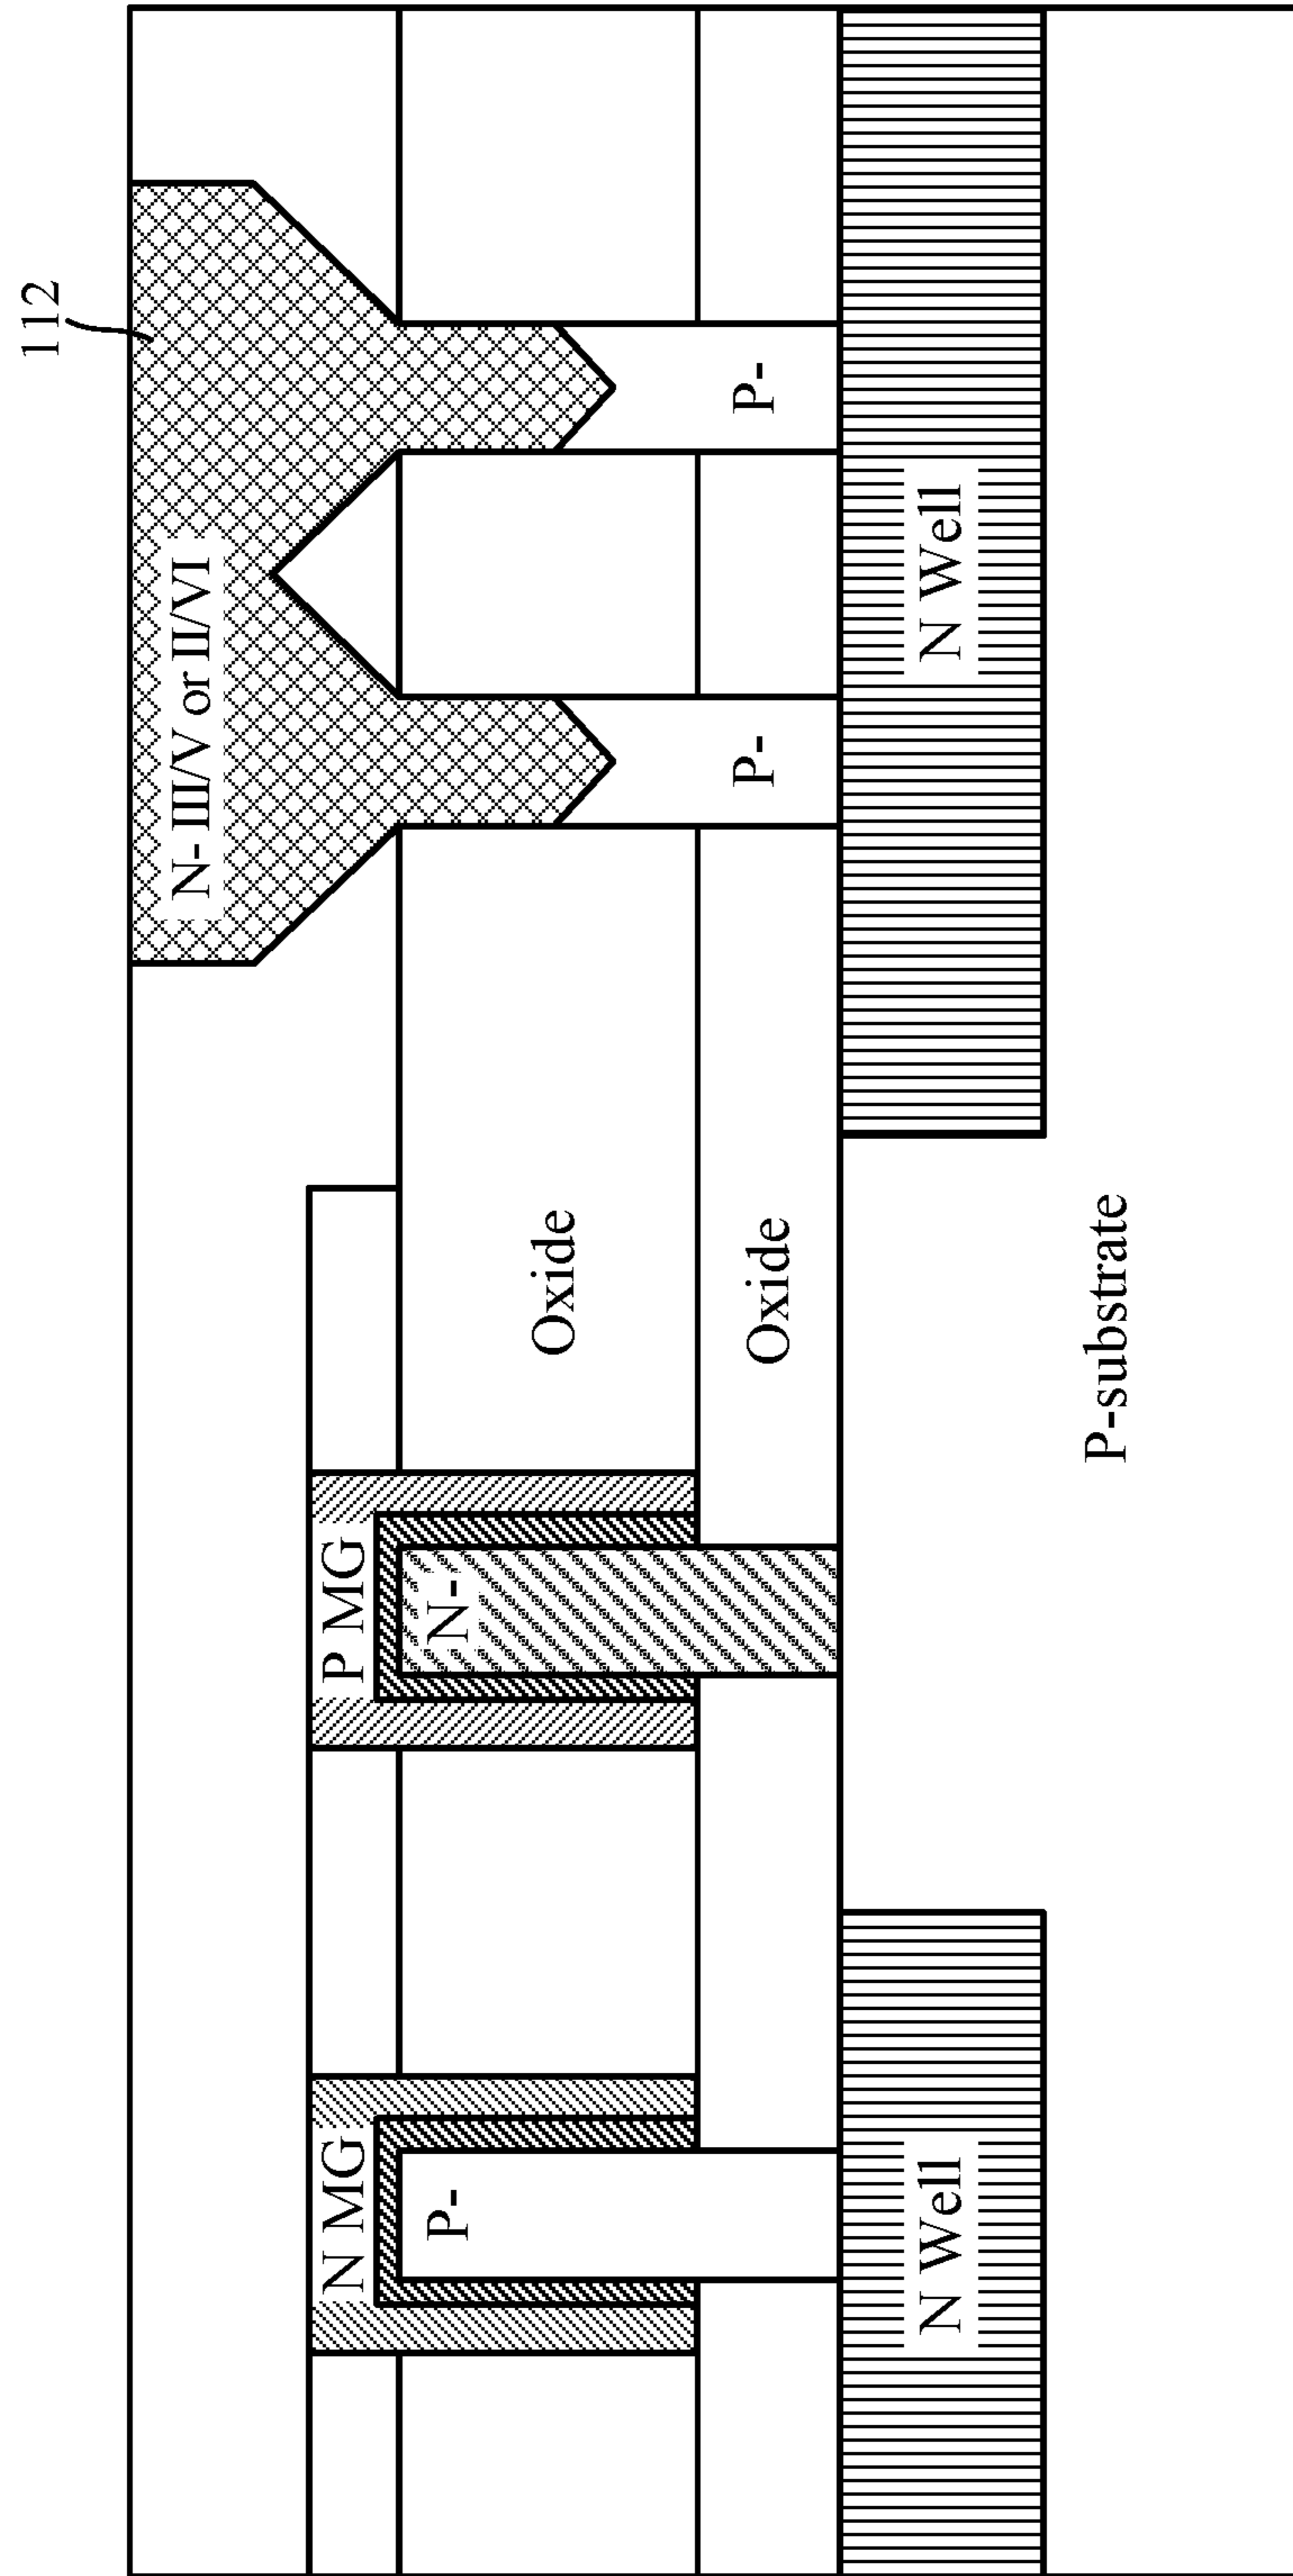 112
N- III/V or II/VI
N MG
P MG
P-
N-
Oxide
Oxide
P-
P-
N Well
N Well
P-substrate